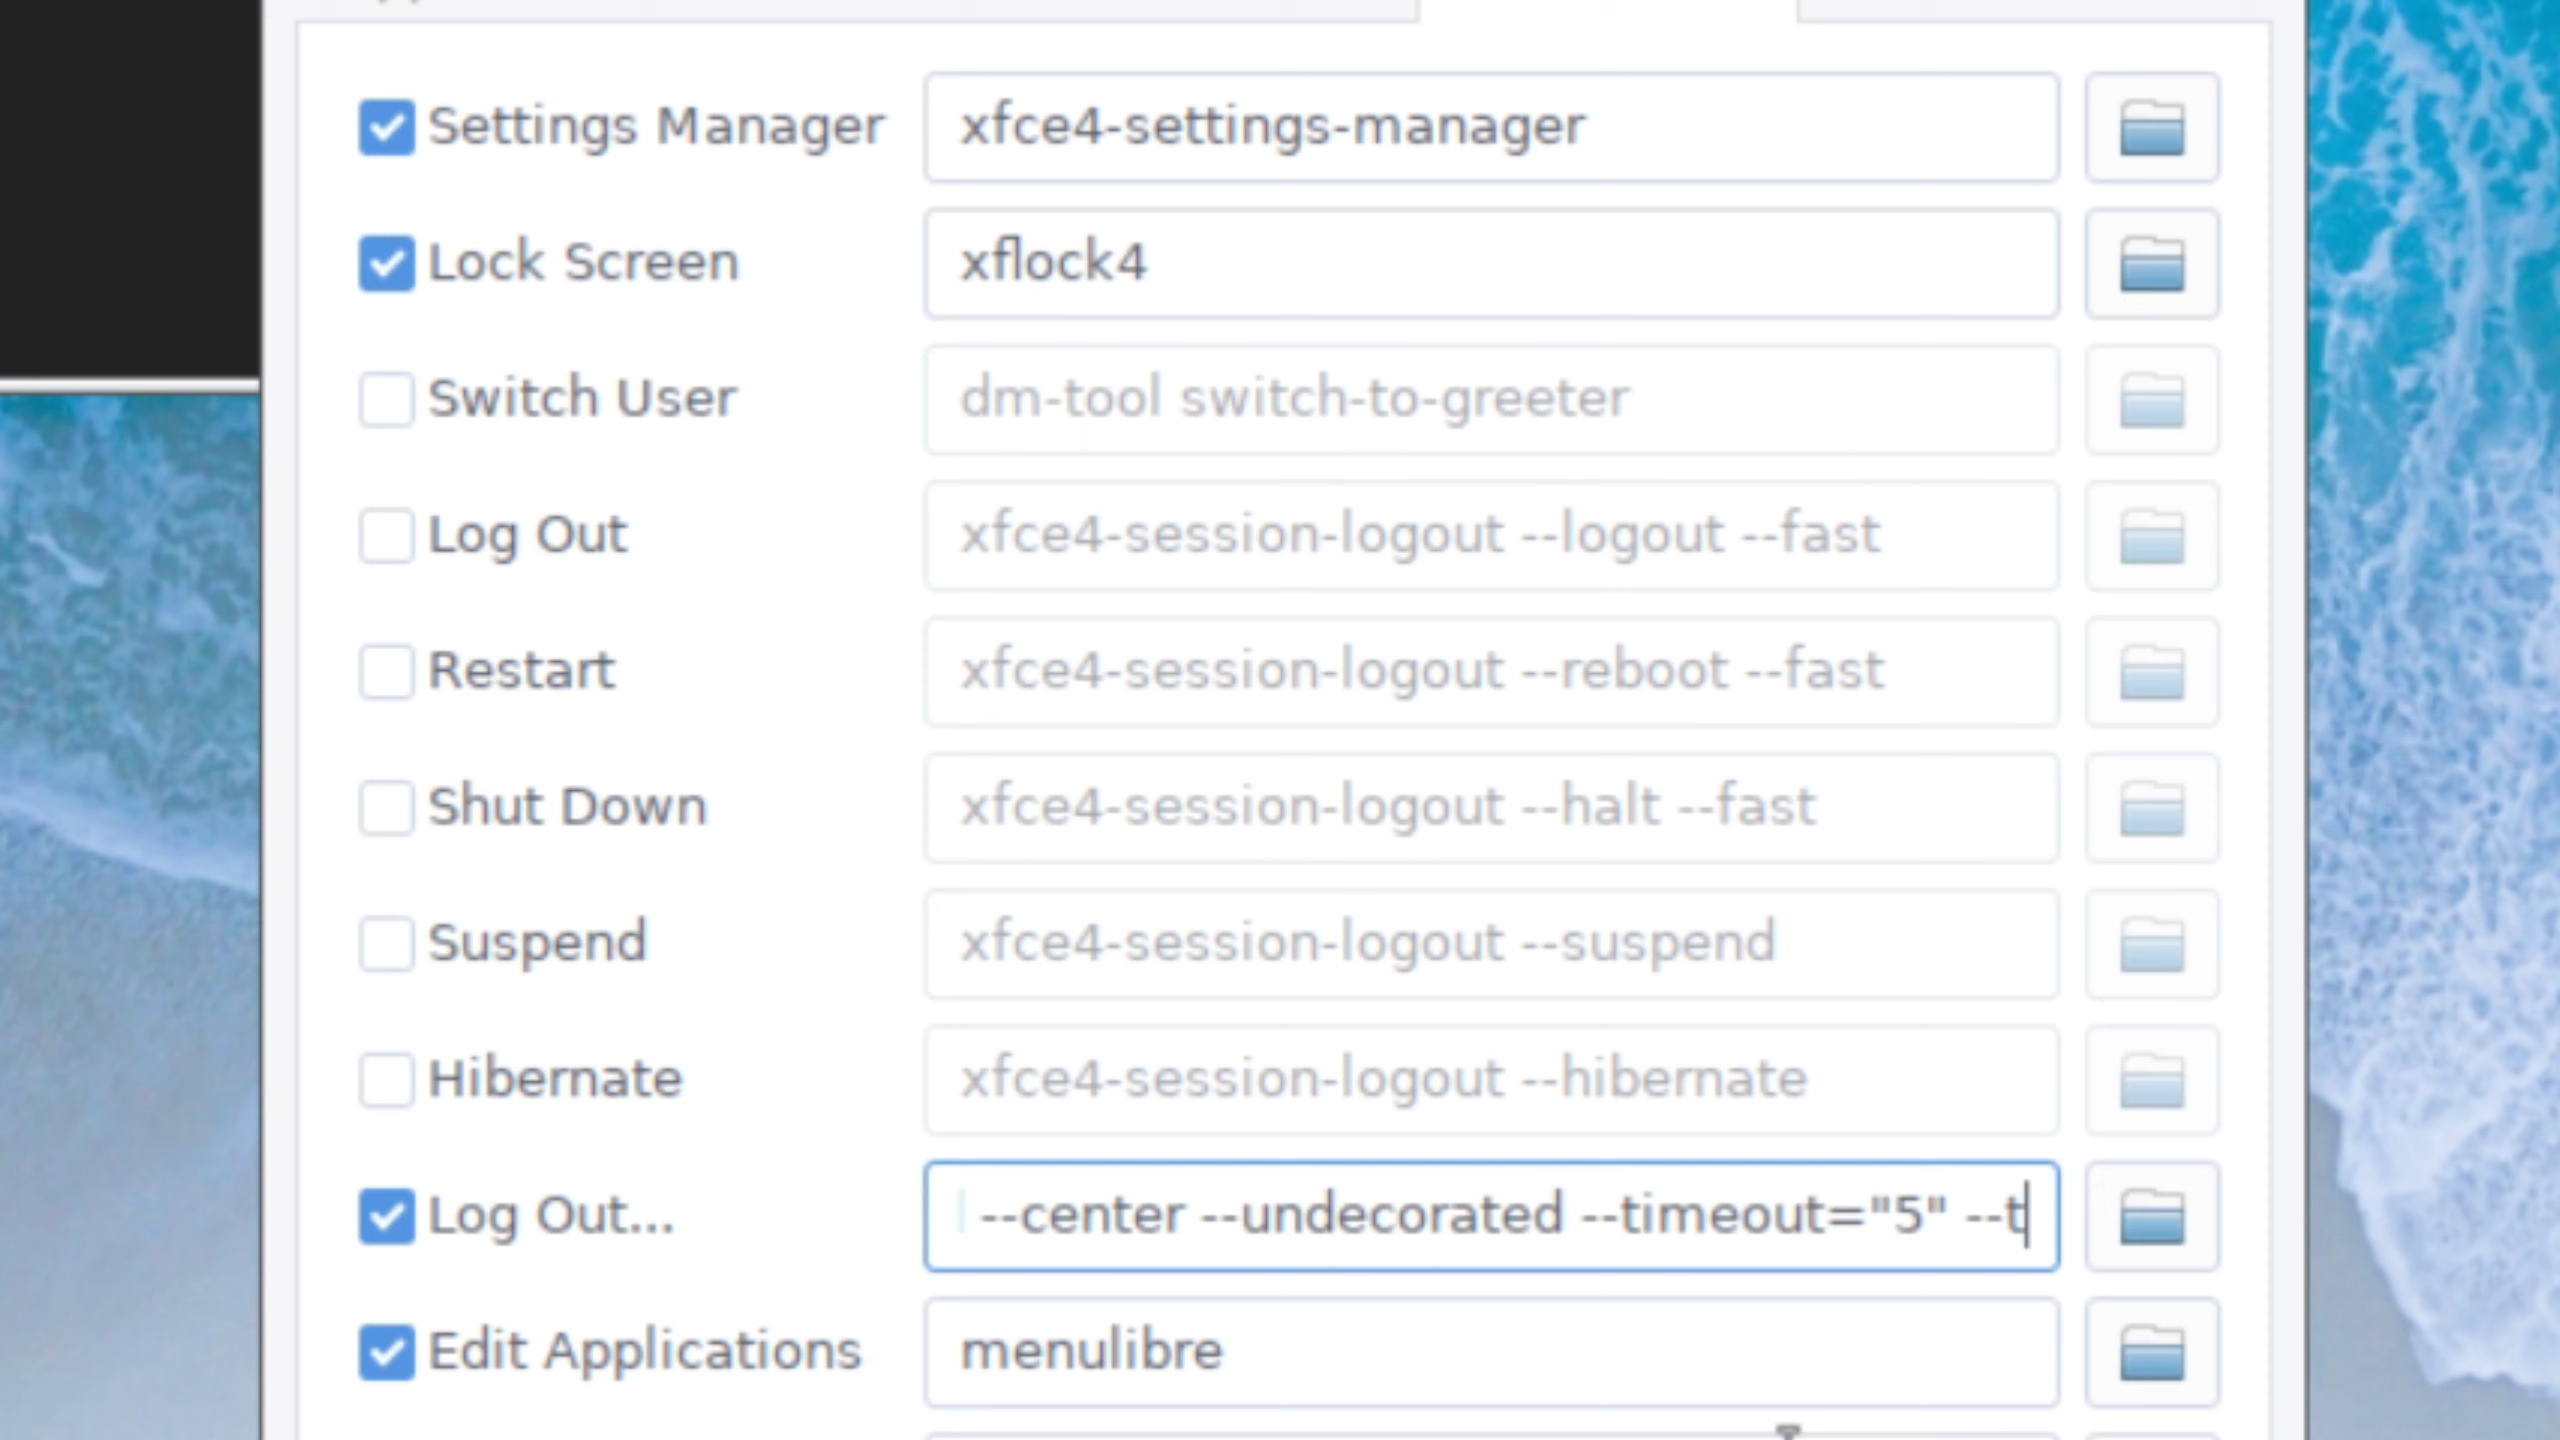 Settings Manager xfce4-settings-manager
Lock Screen xflock4
Switch User dm-tool switch-to-greeter
Log Out xfce4-session-logout --logout --fast
Restart xfce4-session-logout --reboot --fast
Shut Down xfce4-session-logout --halt --fast
Suspend xfce4-session-logout --suspend
Hibernate xfce4-session-logout --hibernate
Log Out... --center --undecorated --timeout="5" --t
Edit Applications menulibre